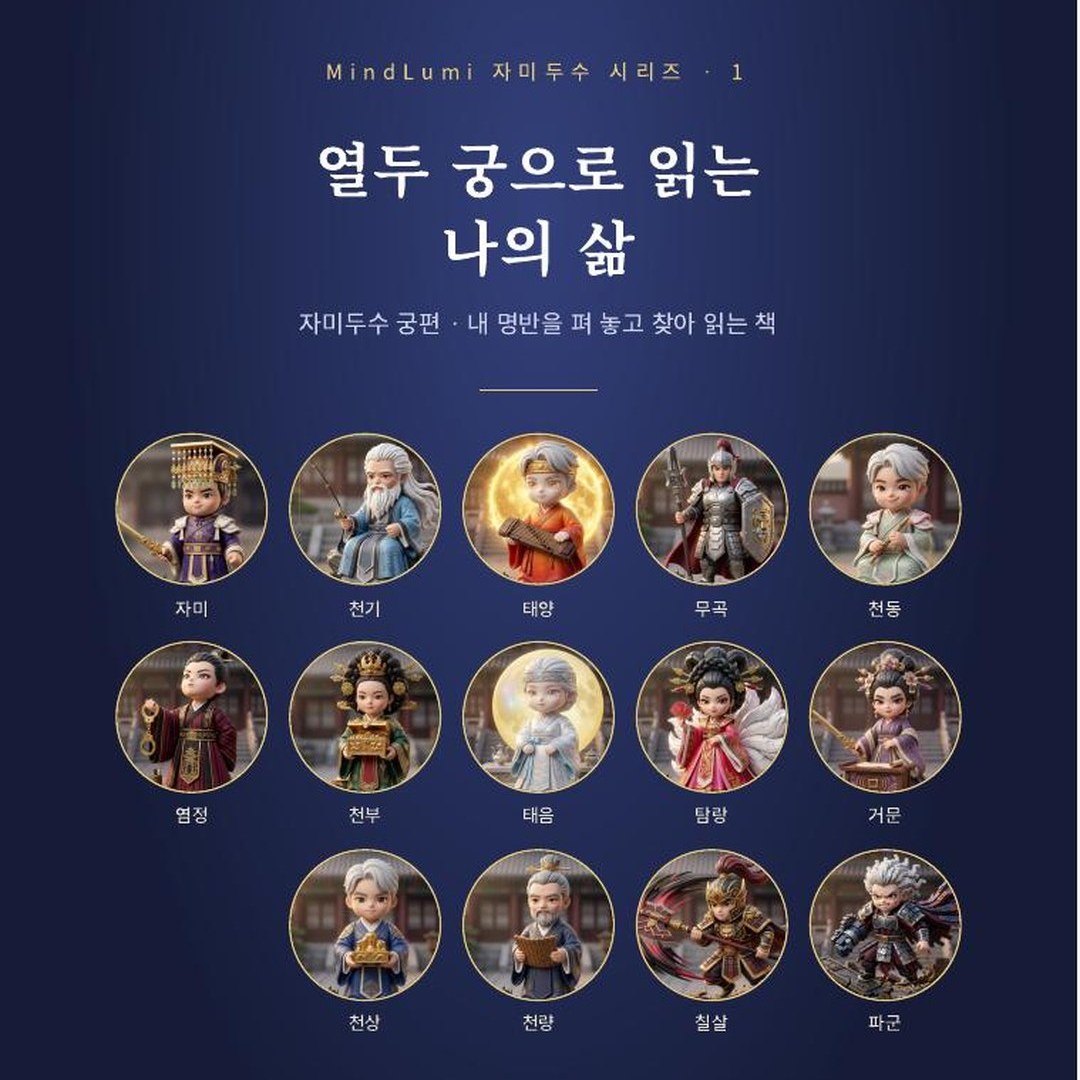 MindLumi 자미두수 시리즈 · 1
열두 궁으로 읽는
나의 삶
자미두수 궁편 · 내 명반을 펴 놓고 찾아 읽는 책
자미 천기 태양 무곡 천동
염정 천부 태음 탐랑 거문
천상 천량 칠살 파군